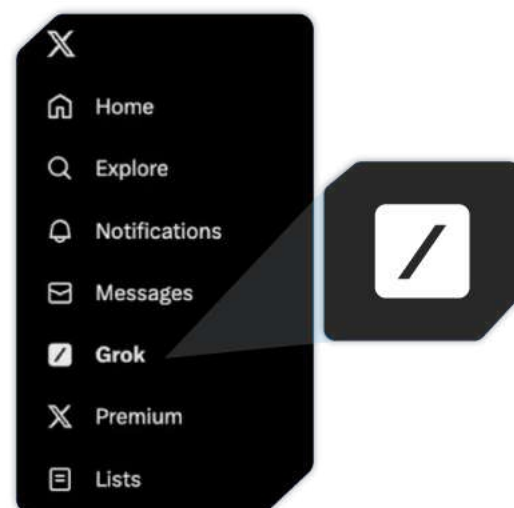 Home
Explore
Notifications
Messages
Grok
Premium
Lists